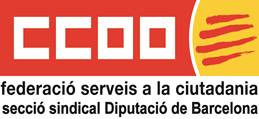 CCOO
federació serveis a la ciutadania
secció sindical Diputació de Barcelona